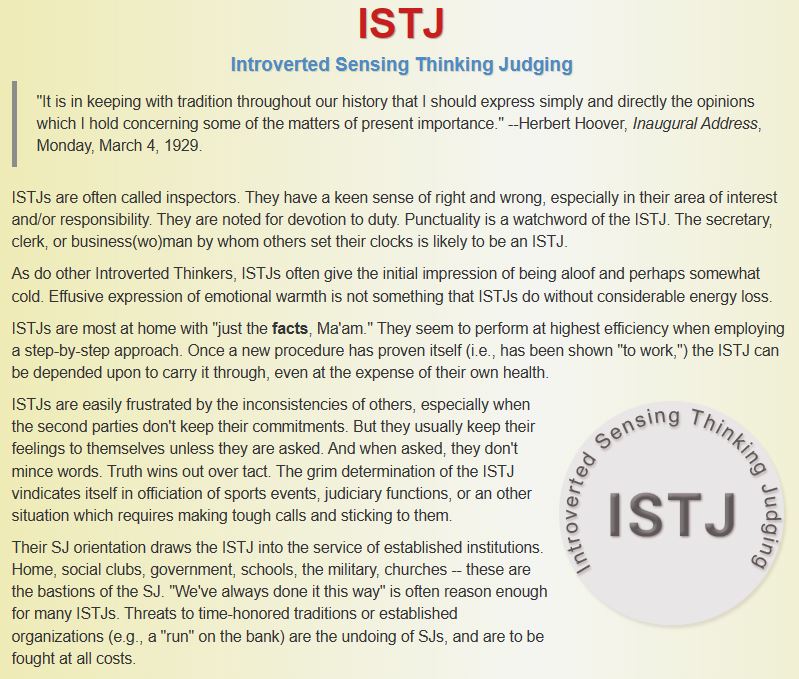 ISTJ
Introverted Sensing Thinking Judging
"It is in keeping with tradition throughout our history that I should express simply and directly the opinions
which I hold concerning some of the matters of present importance." --Herbert Hoover, Inaugural Address,
Monday, March 4, 1929.
ISTJs are often called inspectors. They have a keen sense of right and wrong, especially in their area of interest
and/or responsibility. They are noted for devotion to duty. Punctuality is a watchword of the ISTJ. The secretary,
clerk, or business(wo)man by whom others set their clocks is likely to be an ISTJ.
As do other Introverted Thinkers, ISTJs often give the initial impression of being aloof and perhaps somewhat
cold. Effusive expression of emotional warmth is not something that ISTJs do without considerable energy loss.
ISTJs are most at home with "just the facts, Ma'am." They seem to perform at highest efficiency when employing
a step-by-step approach. Once a new procedure has proven itself (i.e., has been shown "to work,") the ISTJ can
be depended upon to carry it through, even at the expense of their own health.
ISTJs are easily frustrated by the inconsistencies of others, especially when
the second parties don't keep their commitments. But they usually keep their
feelings to themselves unless they are asked. And when asked, they don't
mince words. Truth wins out over tact. The grim determination of the ISTJ
vindicates itself in officiation of sports events, judiciary functions, or an other
situation which requires making tough calls and sticking to them.
Their SJ orientation draws the ISTJ into the service of established institutions.
Home, social clubs, government, schools, the military, churches -- these are
the bastions of the SJ. "We've always done it this way" is often reason enough
for many ISTJs. Threats to time-honored traditions or established
organizations (e.g., a "run" on the bank) are the undoing of SJs, and are to be
fought at all costs.
Introverted Sensing Thinking Judging
ISTJ